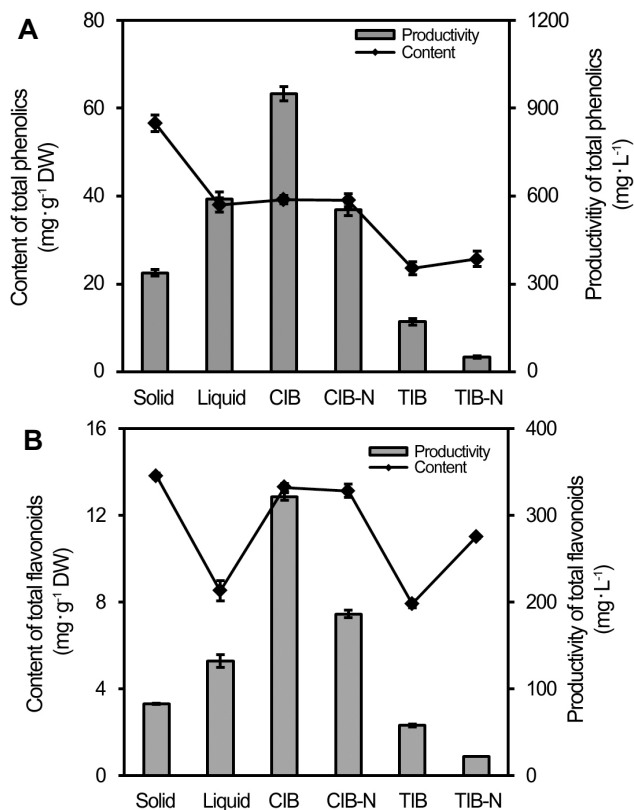 A
Content of total phenolics
(mg·g⁻¹ DW)
80
60
40
20
0
Productivity
Content
1200
900
600
300
0
Productivity of total phenolics
(mg·L⁻¹)
Solid Liquid CIB CIB-N TIB TIB-N
B
Content of total flavonoids
(mg·g⁻¹ DW)
16
12
8
4
0
Productivity
Content
400
300
200
100
0
Productivity of total flavonoids
(mg·L⁻¹)
Solid Liquid CIB CIB-N TIB TIB-N